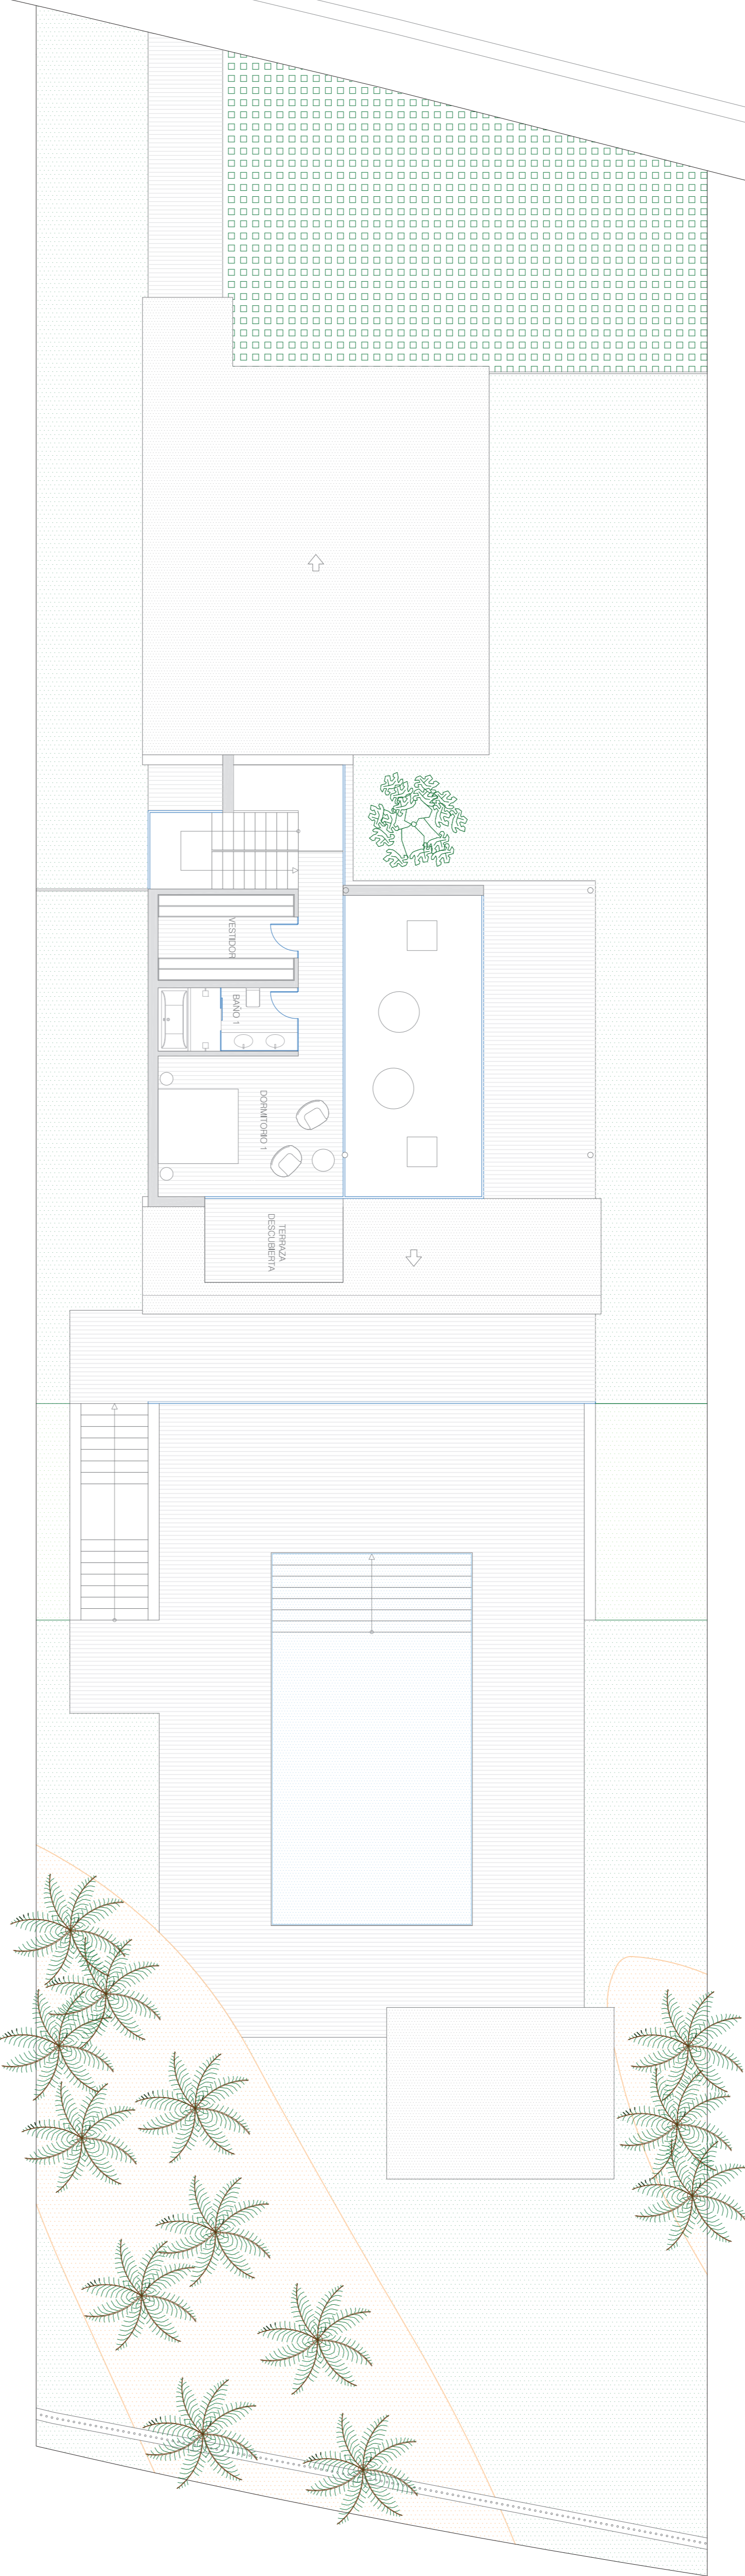 VESTIDOR
BAÑO 1
DORMITORIO 1
TERRAZA
DESCUBIERTA